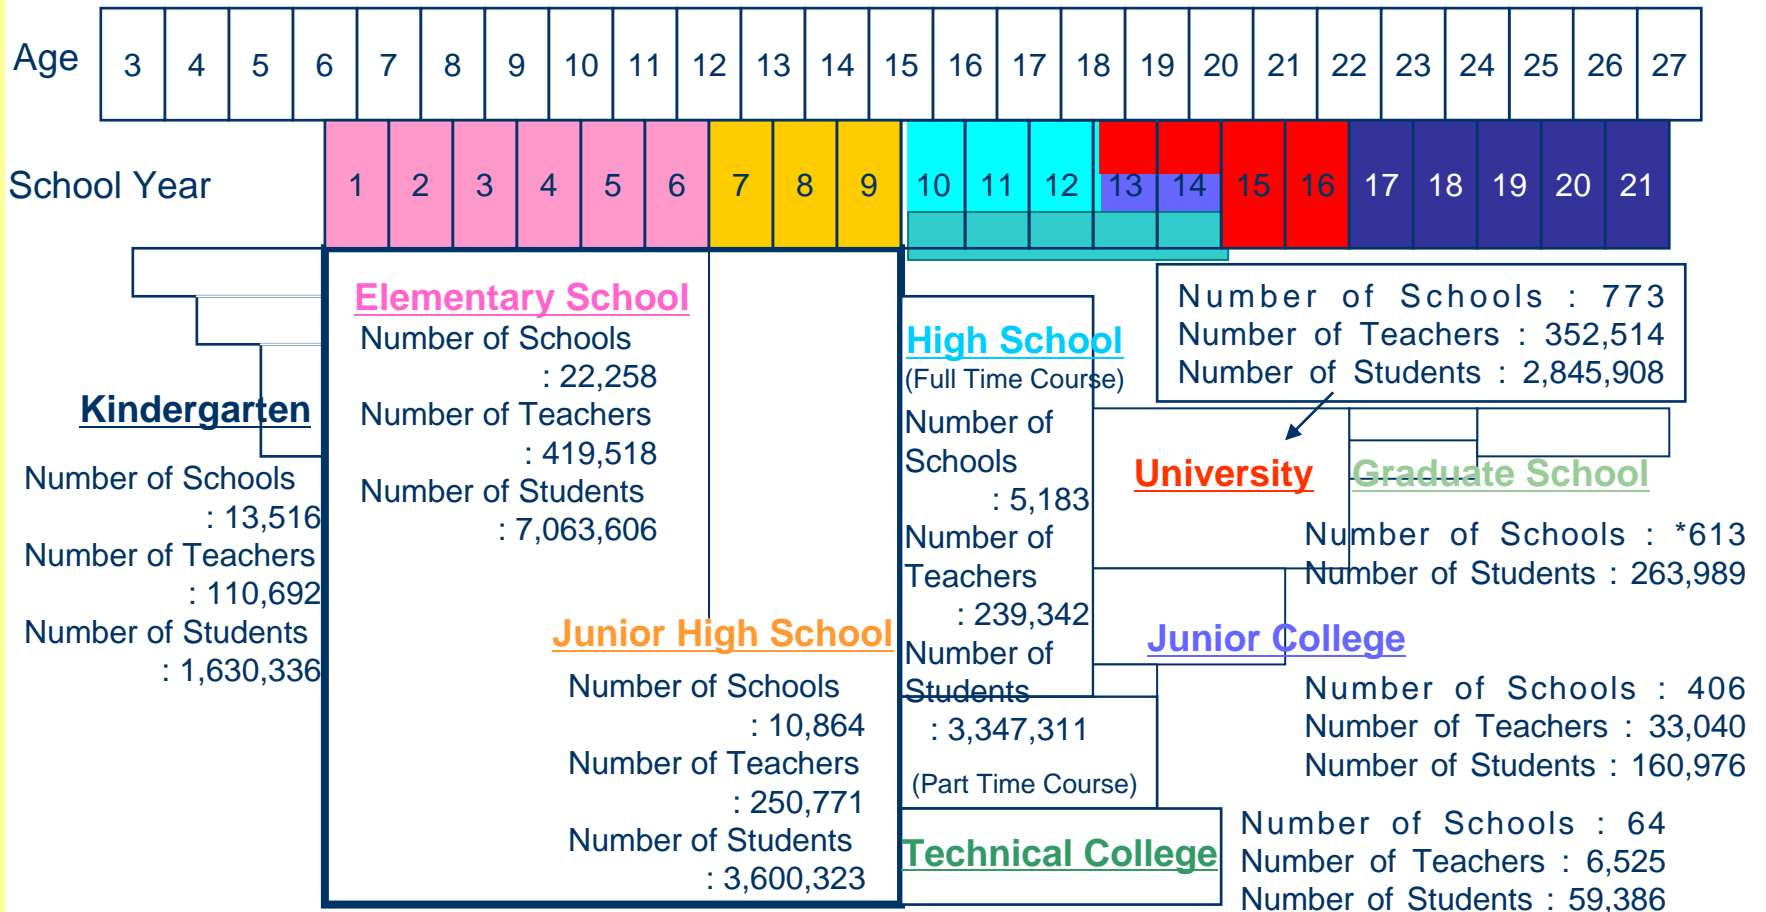 Age 3 4 5 6 7 8 9 10 11 12 13 14 15 16 17 18 19 20 21 22 23 24 25 26 27
School Year 1 2 3 4 5 6 7 8 9 10 11 12 13 14 15 16 17 18 19 20 21
Kindergarten
Number of Schools
: 13,516
Number of Teachers
: 110,692
Number of Students
: 1,630,336
Elementary School
Number of Schools
: 22,258
Number of Teachers
: 419,518
Number of Students
: 7,063,606
Junior High School
Number of Schools
: 10,864
Number of Teachers
: 250,771
Number of Students
: 3,600,323
High School
(Full Time Course)
Number of
Schools
: 5,183
Number of
Teachers
: 239,342
Number of
Students
: 3,347,311
(Part Time Course)
Technical College
Number of Schools : 773
Number of Teachers : 352,514
Number of Students : 2,845,908
University
Graduate School
Number of Schools : *613
Number of Students : 263,989
Junior College
Number of Schools : 406
Number of Teachers : 33,040
Number of Students : 160,976
Number of Schools : 64
Number of Teachers : 6,525
Number of Students : 59,386